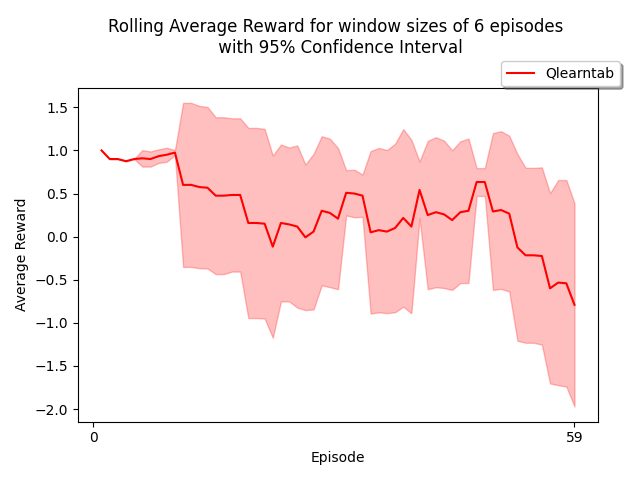 Rolling Average Reward for window sizes of 6 episodes
with 95% Confidence Interval
Qlearntab
1.5
1.0
0.5
0.0
−0.5
−1.0
−1.5
−2.0
Average Reward
0
59
Episode